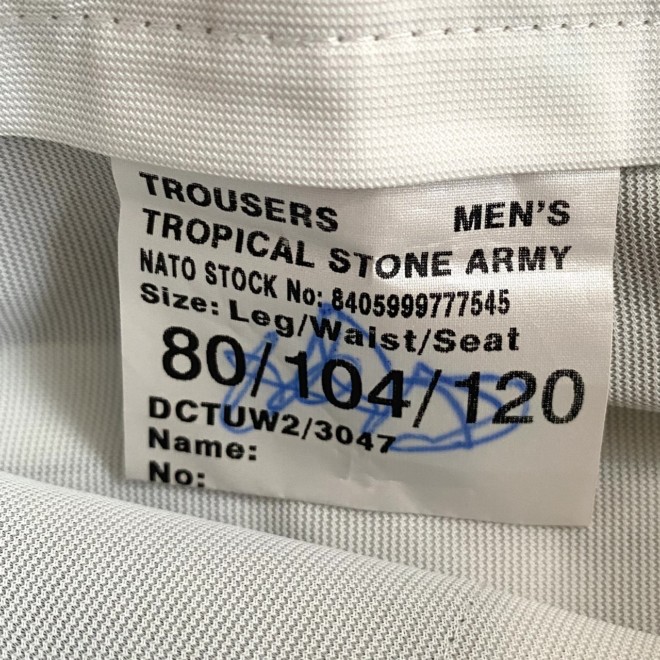 TROUSERS MEN'S
TROPICAL STONE ARMY
NATO STOCK No: 8405999777545
Size: Leg/Waist/Seat
80/104/120
DCTUW2/3047
Name:
No: